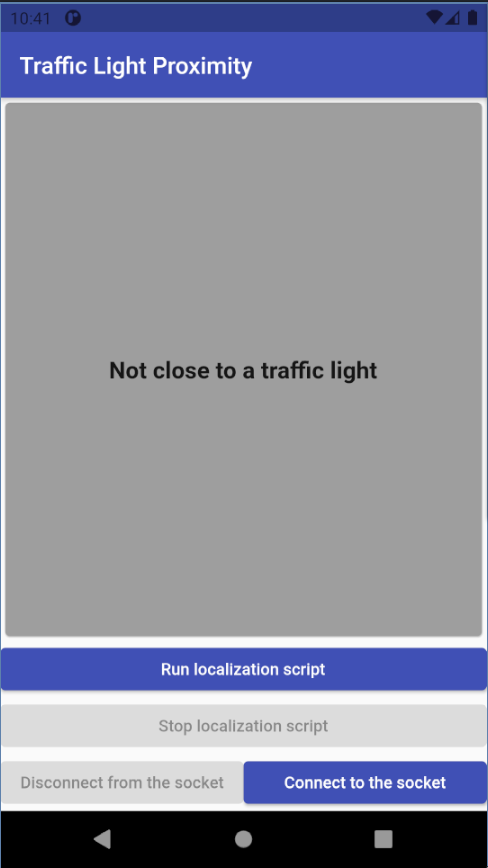 10:41
Traffic Light Proximity
Not close to a traffic light
Run localization script
Stop localization script
Disconnect from the socket
Connect to the socket